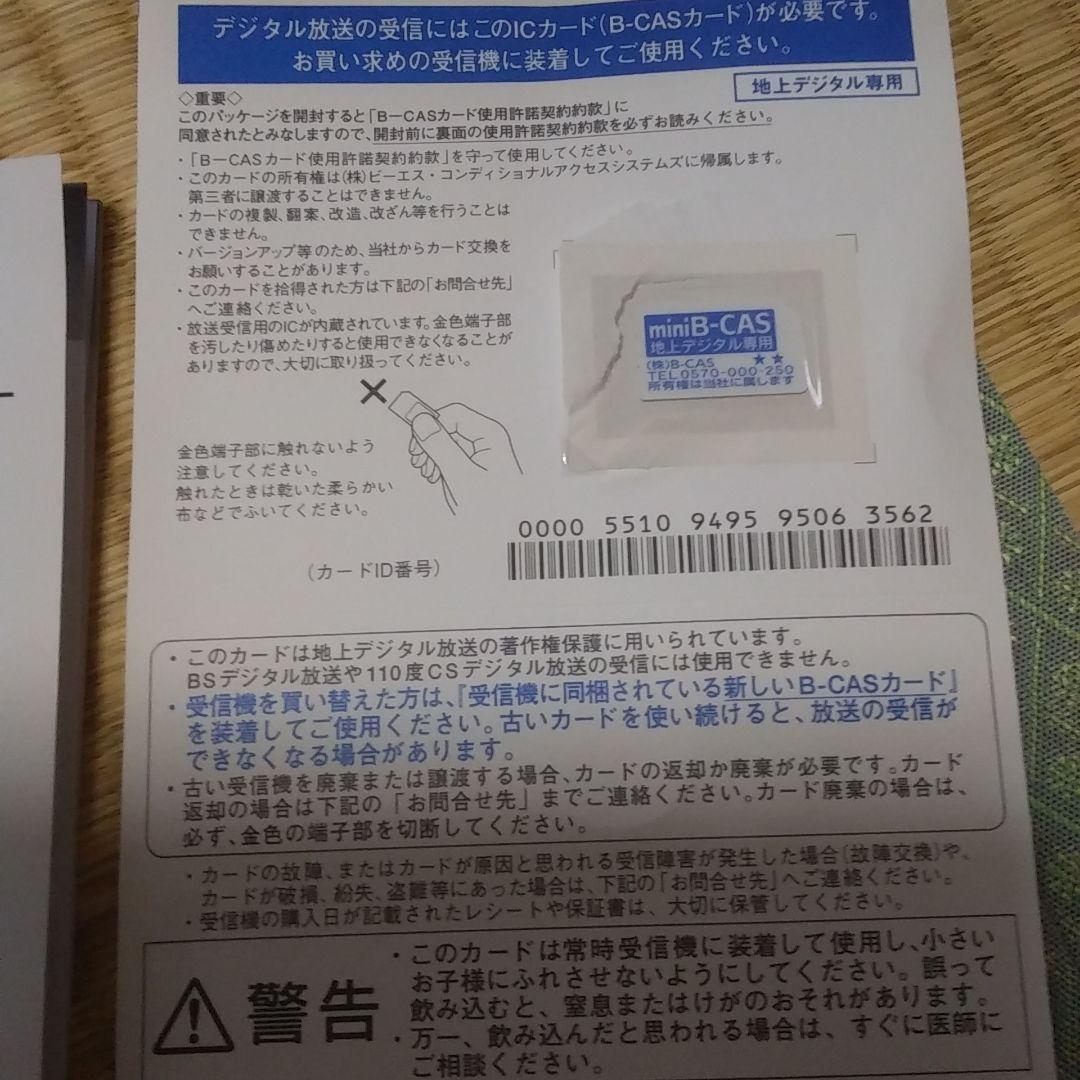 デジタル放送の受信にはこのICカード(B-CASカード)が必要です。
お買い求めの受信機に装着してご使用ください。
地上デジタル専用
◇重要◇
このパッケージを開封すると「B-CASカード使用許諾契約約款」に
同意されたとみなしますので、開封前に裏面の使用許諾契約約款を必ずお読みください。
・「B-CASカード使用許諾契約約款」を守って使用してください。
・このカードの所有権は(株)ビーエス・コンディショナルアクセスシステムズに帰属します。
第三者に譲渡することはできません。
・カードの複製、翻案、改造、改ざん等を行うことは
できません。
・バージョンアップ等のため、当社からカード交換を
お願いすることがあります。
・このカードを拾得された方は下記の「お問合せ先」
へご連絡ください。
・放送受信用のICが内蔵されています。金色端子部
を汚したり傷めたりすると使用できなくなることが
ありますので、大切に取り扱ってください。
miniB-CAS
地上デジタル専用
★★
(株)B-CAS
TEL 0570-000-250
所有権は当社に属します
×
金色端子部に触れないよう
注意してください。
触れたときは乾いた柔らかい
布などでふいてください。
0000 5510 9495 9506 3562
(カードID番号)
・このカードは地上デジタル放送の著作権保護に用いられています。
BSデジタル放送や110度CSデジタル放送の受信には使用できません。
・受信機を買い替えた方は、『受信機に同梱されている新しいB-CASカード』
を装着してご使用ください。古いカードを使い続けると、放送の受信が
できなくなる場合があります。
・古い受信機を廃棄または譲渡する場合、カードの返却か廃棄が必要です。カード
返却の場合は下記の「お問合せ先」までご連絡ください。カード廃棄の場合は、
必ず、金色の端子部を切断してください。
・カードの故障、またはカードが原因と思われる受信障害が発生した場合(故障交換)や、
カードが破損、紛失、盗難等にあった場合は、下記の「お問合せ先」へご連絡ください。
・受信機の購入日が記載されたレシートや保証書は、大切に保管してください。
警告
・このカードは常時受信機に装着して使用し、小さい
お子様にふれさせないようにしてください。誤って
飲み込むと、窒息またはけがのおそれがあります。
・万一、飲み込んだと思われる場合は、すぐに医師に
ご相談ください。